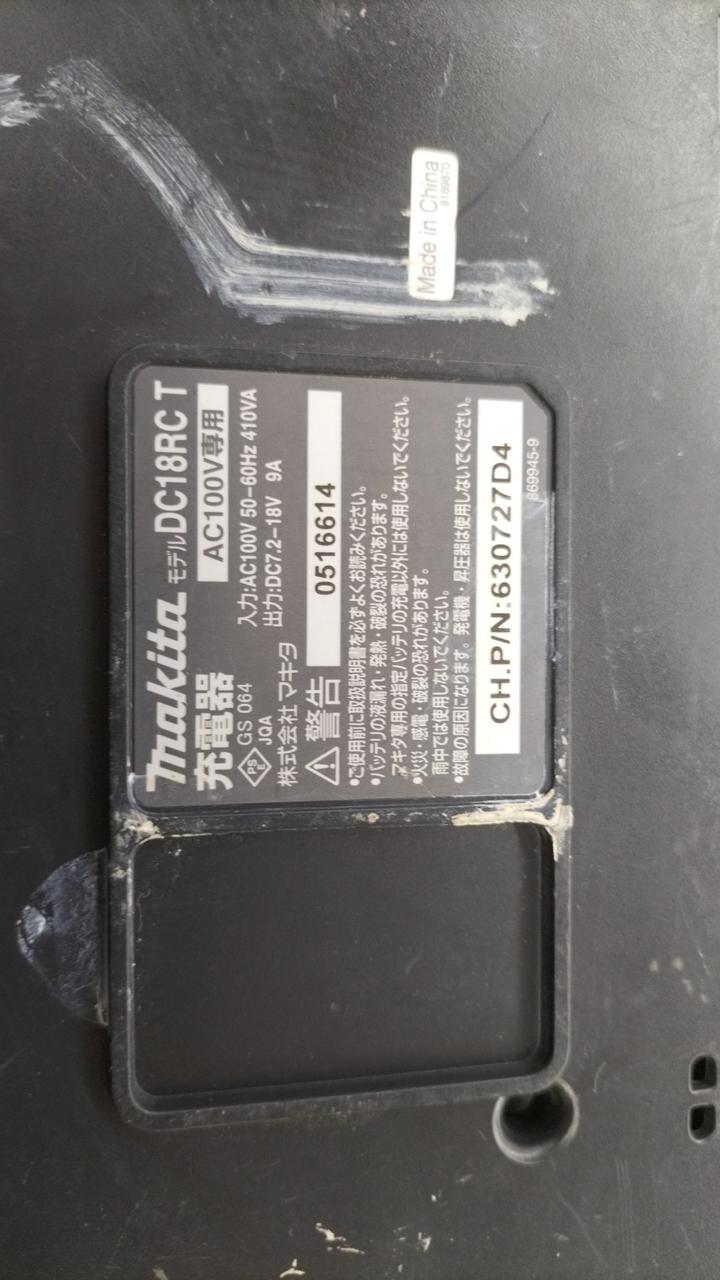 makita モデル DC18RC T
充電器 AC100V専用
PS E GS 064
JQA
入力:AC100V 50-60Hz 410VA
出力:DC7.2-18V 9A
株式会社 マキタ
警告 0516614
•ご使用前に取扱説明書を必ずよくお読みください。
•バッテリの液漏れ・発熱・破裂の恐れがあります。
マキタ専用の指定バッテリの充電以外には使用しないでください。
•火災・感電・破裂の恐れがあります。
雨中では使用しないでください。
•故障の原因になります。発電機・昇圧器は使用しないでください。
CH.P/N:630727D4
869945-9
Made in China
8189870